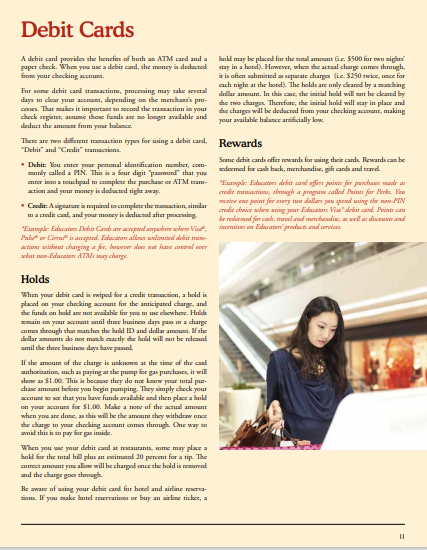 Debit Cards
A debit card provides the benefits of both an ATM card and a
paper check. When you use a debit card, the money is deducted
from your checking account.
For some debit card transactions, processing may take several
days to clear your account, depending on the merchant's pro-
cesses. That makes it important to record the transaction in your
check register, assume those funds are no longer available and
deduct the amount from your balance.
There are two different transaction types for using a debit card,
"Debit" and "Credit" transactions.
• Debit: You enter your personal identification number, com-
monly called a PIN. This is a four digit "password" that you
enter into a touchpad to complete the purchase or ATM trans-
action and your money is deducted right away.
• Credit: A signature is required to complete the transaction, similar
to a credit card, and your money is deducted after processing.
*Example: Educators Debit Cards are accepted anywhere where Visa®,
Pulse® or Cirrus® is accepted. Educators allows unlimited debit trans-
actions without charging a fee, however does not have control over
what non-Educators ATMs may charge.
Holds
When your debit card is swiped for a credit transaction, a hold is
placed on your checking account for the anticipated charge, and
the funds on hold are not available for you to use elsewhere. Holds
remain on your account until three business days pass or a charge
comes through that matches the hold ID and dollar amount. If the
dollar amounts do not match exactly the hold will not be released
until the three business days have passed.
If the amount of the charge is unknown at the time of the card
authorization, such as paying at the pump for gas purchases, it will
show as $1.00. This is because they do not know your total pur-
chase amount before you begin pumping. They simply check your
account to see that you have funds available and then place a hold
on your account for $1.00. Make a note of the actual amount
when you are done, as this will be the amount they withdraw once
the charge to your checking account comes through. One way to
avoid this is to pay for gas inside.
When you use your debit card at restaurants, some may place a
hold for the total bill plus an estimated 20 percent for a tip. The
correct amount you allow will be charged once the hold is removed
and the charge goes through.
Be aware of using your debit card for hotel and airline reserva-
tions. If you make hotel reservations or buy an airline ticket, a
hold may be placed for the total amount (i.e. $500 for two nights'
stay in a hotel). However, when the actual charge comes through,
it is often submitted as separate charges (i.e. $250 twice, once for
each night at the hotel). The holds are only cleared by a matching
dollar amount. In this case, the initial hold will not be cleared by
the two charges. Therefore, the initial hold will stay in place and
the charges will be deducted from your checking account, making
your available balance artificially low.
Rewards
Some debit cards offer rewards for using their cards. Rewards can be
redeemed for cash back, merchandise, gift cards and travel.
*Example: Educators debit card offers points for purchases made as
credit transactions, through a program called Points for Perks. You
receive one point for every two dollars you spend using the non-PIN
credit choice when using your Educators Visa® debit card. Points can
be redeemed for cash, travel and merchandise, as well as discounts and
incentives on Educators' products and services.
11